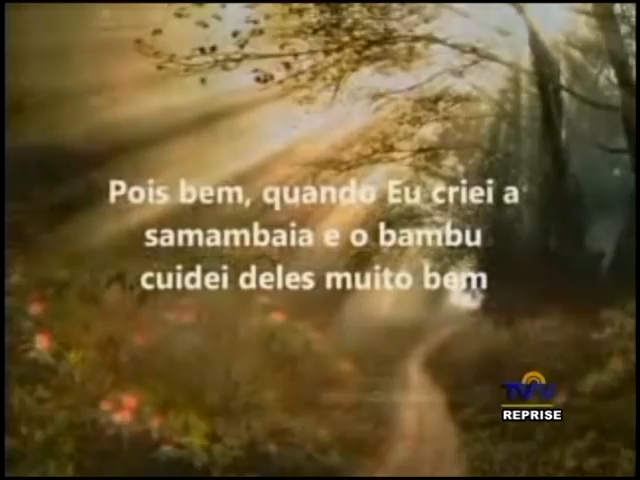 Pois bem, quando Eu criei a
samambaia e o bambu
cuidei deles muito bem
TVV
REPRISE